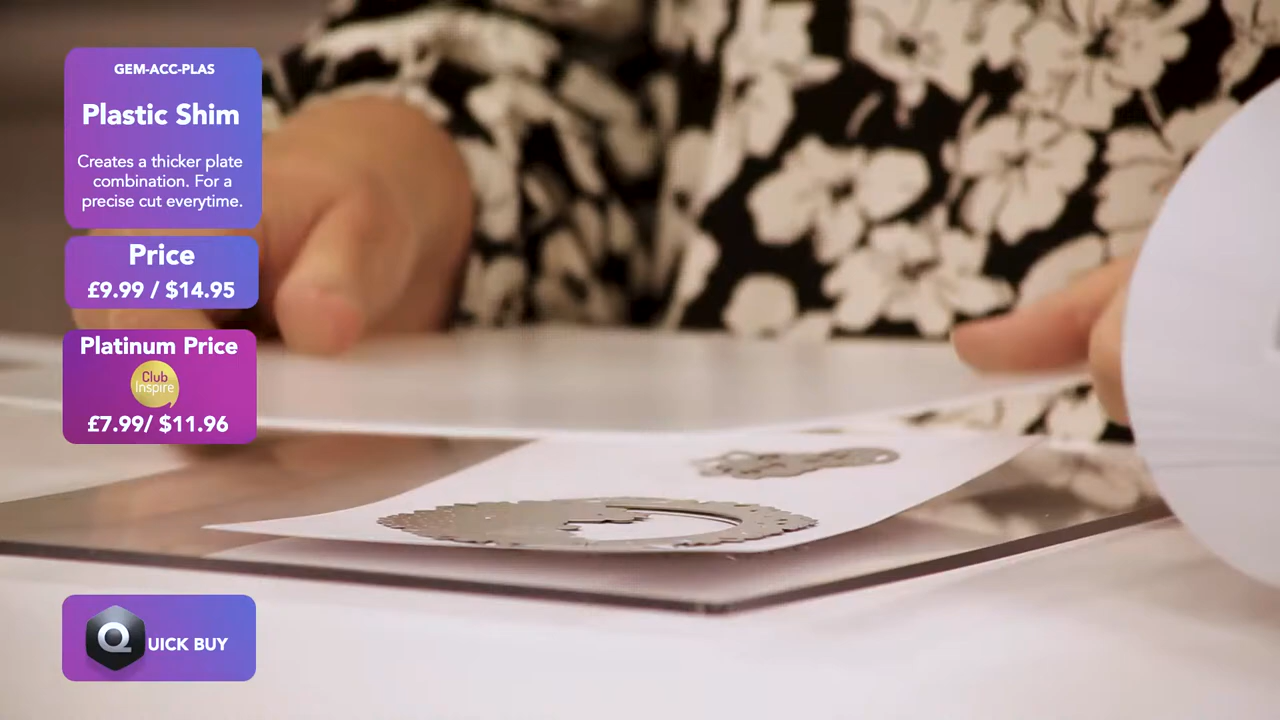 GEM-ACC-PLAS
Plastic Shim
Creates a thicker plate
combination. For a
precise cut everytime.
Price
£9.99 / $14.95
Platinum Price
Club
Inspire
£7.99/ $11.96
QUICK BUY